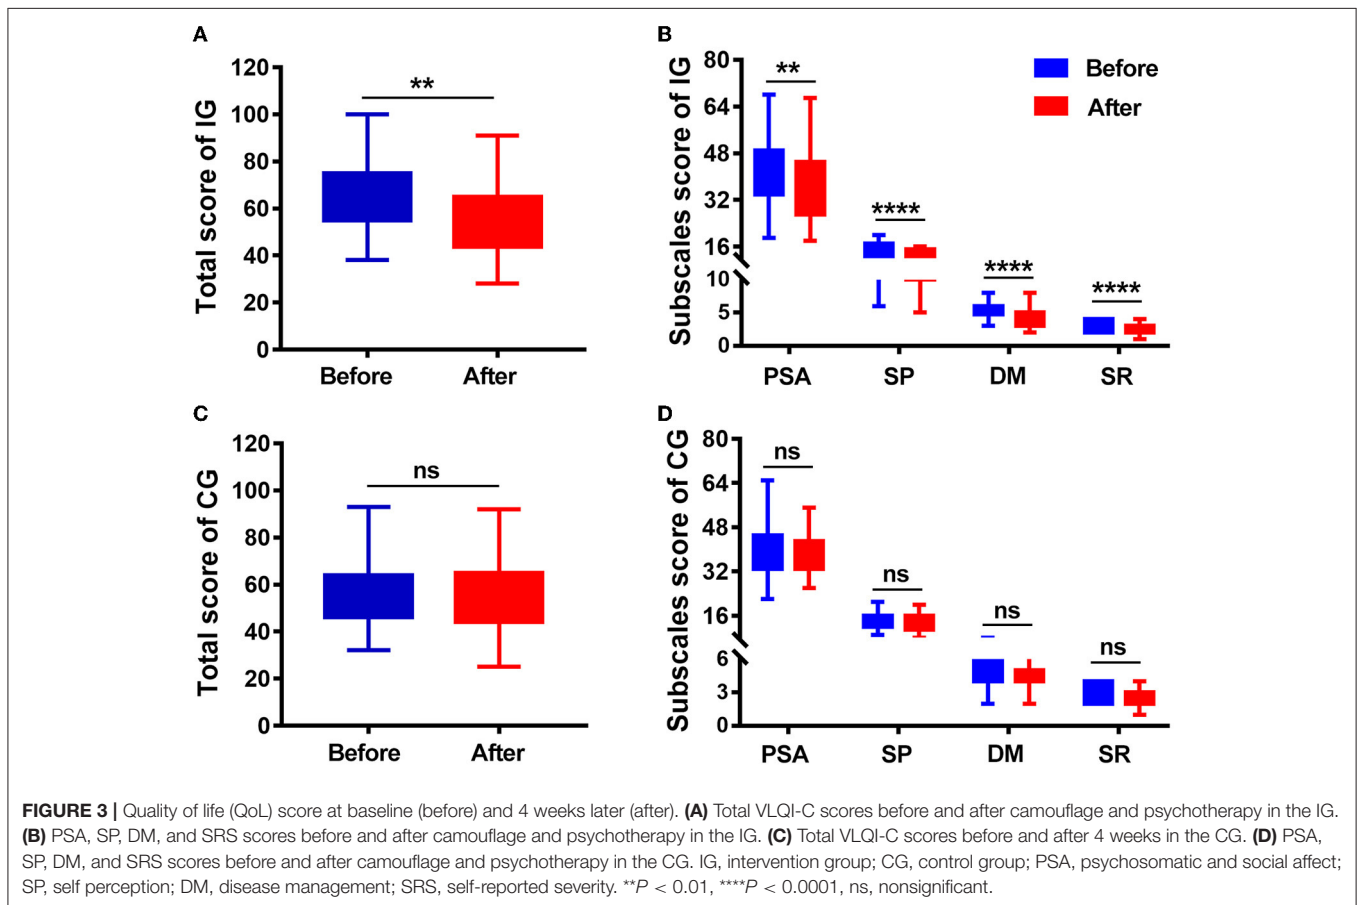 A
Total score of IG
120
100
80
60
40
20
0
**
Before
After
B
Subscales score of IG
80
64
48
32
16
10
5
0
**
****
****
****
Before
After
PSA
SP
DM
SR
C
Total score of CG
120
100
80
60
40
20
0
ns
Before
After
D
Subscales score of CG
80
64
48
32
16
6
3
0
ns
ns
ns
ns
PSA
SP
DM
SR
FIGURE 3 | Quality of life (QoL) score at baseline (before) and 4 weeks later (after). (A) Total VLQI-C scores before and after camouflage and psychotherapy in the IG.
(B) PSA, SP, DM, and SRS scores before and after camouflage and psychotherapy in the IG. (C) Total VLQI-C scores before and after 4 weeks in the CG. (D) PSA,
SP, DM, and SRS scores before and after camouflage and psychotherapy in the CG. IG, intervention group; CG, control group; PSA, psychosomatic and social affect;
SP, self perception; DM, disease management; SRS, self-reported severity. **P < 0.01, ****P < 0.0001, ns, nonsignificant.